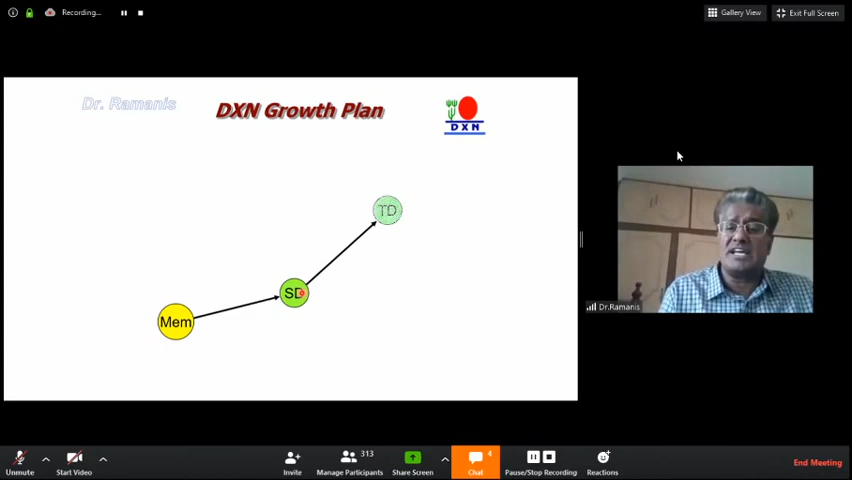 Recording...
Gallery View
Exit Full Screen
Dr. Ramanis
DXN Growth Plan
DXN
TD
SD
Mem
Dr.Ramanis
Unmute
Start Video
Invite
313
Manage Participants
Share Screen
4
Chat
Pause/Stop Recording
Reactions
End Meeting